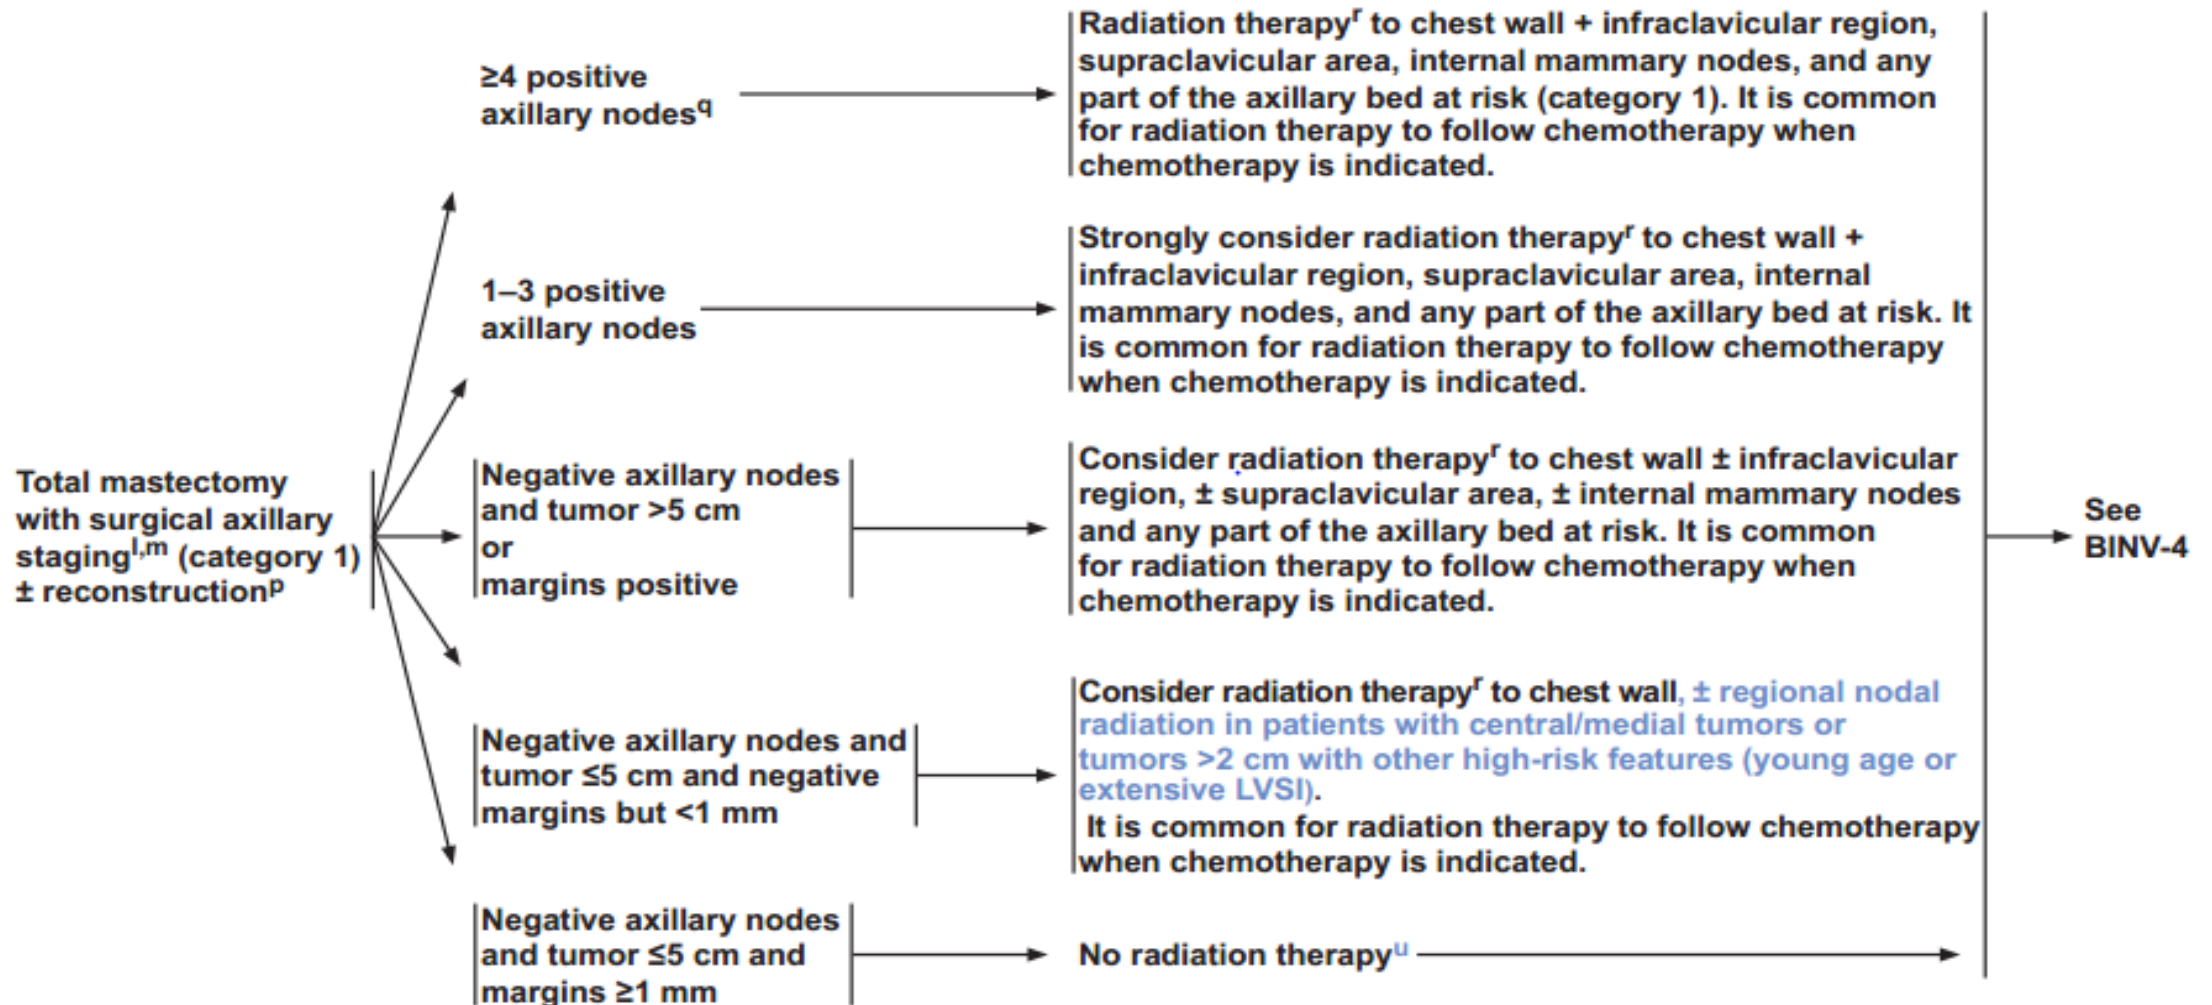 ≥4 positive
axillary nodesq
Radiation therapyr to chest wall + infraclavicular region,
supraclavicular area, internal mammary nodes, and any
part of the axillary bed at risk (category 1). It is common
for radiation therapy to follow chemotherapy when
chemotherapy is indicated.
1–3 positive
axillary nodes
Strongly consider radiation therapyr to chest wall +
infraclavicular region, supraclavicular area, internal
mammary nodes, and any part of the axillary bed at risk. It
is common for radiation therapy to follow chemotherapy
when chemotherapy is indicated.
Total mastectomy
with surgical axillary
stagingl,m (category 1)
± reconstructionp
Negative axillary nodes
and tumor >5 cm
or
margins positive
Consider radiation therapyr to chest wall ± infraclavicular
region, ± supraclavicular area, ± internal mammary nodes
and any part of the axillary bed at risk. It is common
for radiation therapy to follow chemotherapy when
chemotherapy is indicated.
See
BINV-4
Negative axillary nodes and
tumor ≤5 cm and negative
margins but <1 mm
Consider radiation therapyr to chest wall, ± regional nodal
radiation in patients with central/medial tumors or
tumors >2 cm with other high-risk features (young age or
extensive LVSI).
It is common for radiation therapy to follow chemotherapy
when chemotherapy is indicated.
Negative axillary nodes
and tumor ≤5 cm and
margins ≥1 mm
No radiation therapyu